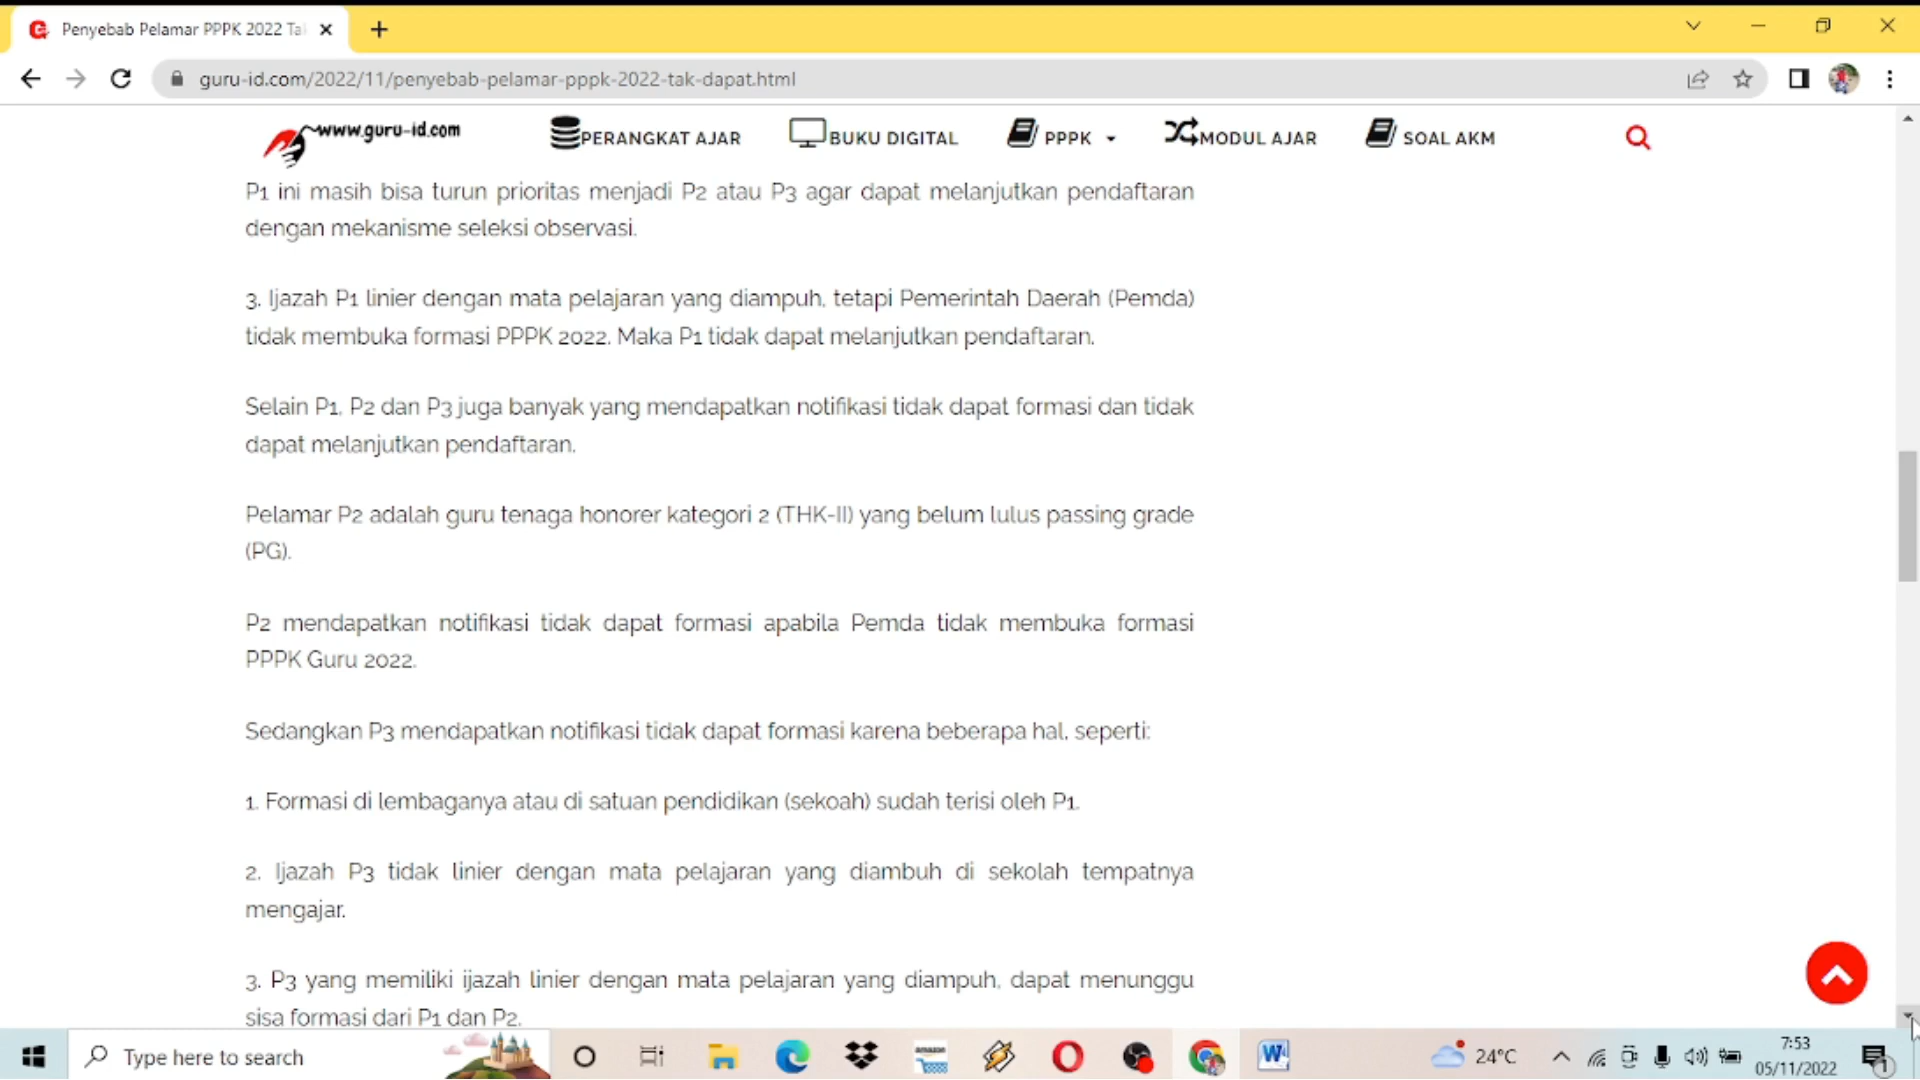 Penyebab Pelamar PPPK 2022 Ta
guru-id.com/2022/11/penyebab-pelamar-pppk-2022-tak-dapat.html
www.guru-id.com
PERANGKAT AJAR
BUKU DIGITAL
PPPK
MODUL AJAR
SOAL AKM
P1 ini masih bisa turun prioritas menjadi P2 atau P3 agar dapat melanjutkan pendaftaran
dengan mekanisme seleksi observasi.
3. Ijazah P1 linier dengan mata pelajaran yang diampuh, tetapi Pemerintah Daerah (Pemda)
tidak membuka formasi PPPK 2022. Maka P1 tidak dapat melanjutkan pendaftaran.
Selain P1, P2 dan P3 juga banyak yang mendapatkan notifikasi tidak dapat formasi dan tidak
dapat melanjutkan pendaftaran.
Pelamar P2 adalah guru tenaga honorer kategori 2 (THK-II) yang belum lulus passing grade
(PG).
P2 mendapatkan notifikasi tidak dapat formasi apabila Pemda tidak membuka formasi
PPPK Guru 2022.
Sedangkan P3 mendapatkan notifikasi tidak dapat formasi karena beberapa hal, seperti:
1. Formasi di lembaganya atau di satuan pendidikan (sekoah) sudah terisi oleh P1.
2. Ijazah P3 tidak linier dengan mata pelajaran yang diambuh di sekolah tempatnya
mengajar.
3. P3 yang memiliki ijazah linier dengan mata pelajaran yang diampuh, dapat menunggu
sisa formasi dari P1 dan P2.
Type here to search
amazon
24°C
7:53
05/11/2022
1